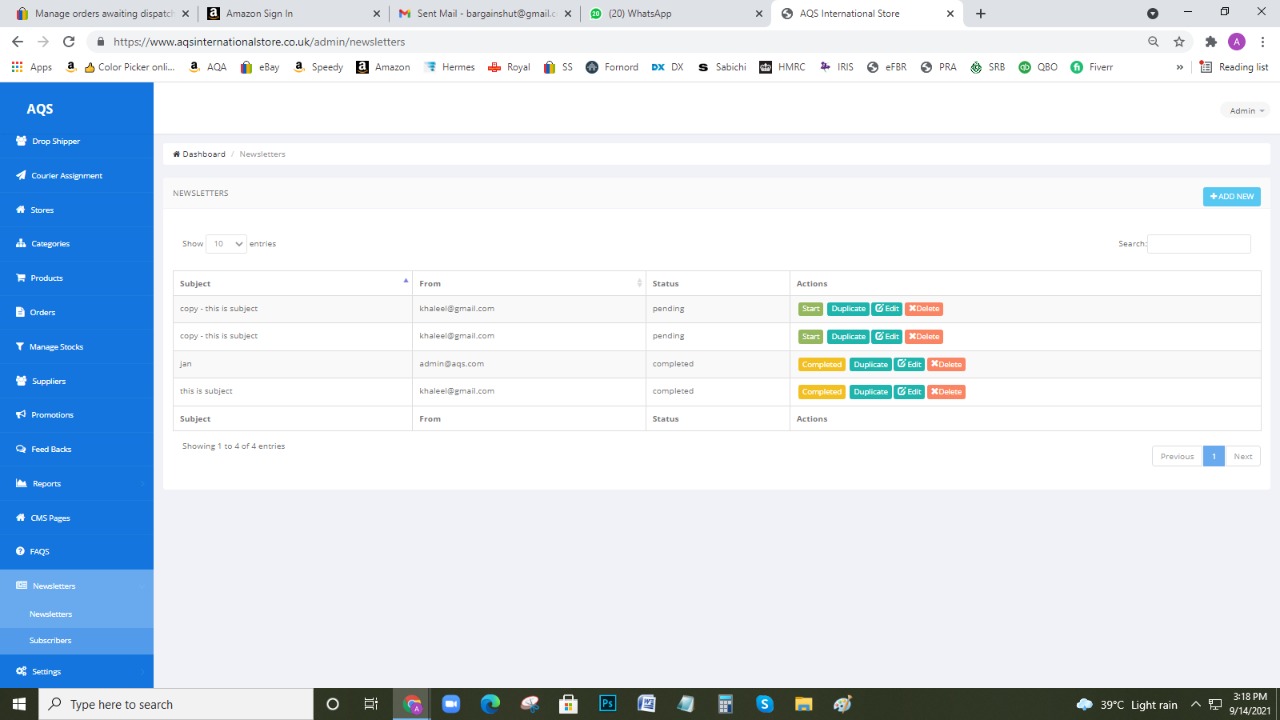 Manage orders awaiting dispatch
Amazon Sign In
Sent Mail - bargainshut@gmail.c
(20) WhatsApp
AQS International Store
https://www.aqsinternationalstore.co.uk/admin/newsletters
Apps
Color Picker onli...
AQA
eBay
Speedy
Amazon
Hermes
Royal
SS
Fornord
DX DX
Sabichi
HMRC
IRIS
eFBR
PRA
SRB
QBO
Fiverr
»
Reading list
AQS
Admin
Drop Shipper
Courier Assignment
Stores
Categories
Products
Orders
Manage Stocks
Suppliers
Promotions
Feed Backs
Reports
CMS Pages
FAQS
Newsletters
Newsletters
Subscribers
Settings
Dashboard / Newsletters
NEWSLETTERS
ADD NEW
Show 10 entries
Search:
Subject From Status Actions
copy - this is subject khaleel@gmail.com pending Start Duplicate Edit Delete
copy - this is subject khaleel@gmail.com pending Start Duplicate Edit Delete
jan admin@aqs.com completed Completed Duplicate Edit Delete
this is subject khaleel@gmail.com completed Completed Duplicate Edit Delete
Subject From Status Actions
Showing 1 to 4 of 4 entries
Previous 1 Next
Type here to search
39°C Light rain
3:18 PM
9/14/2021